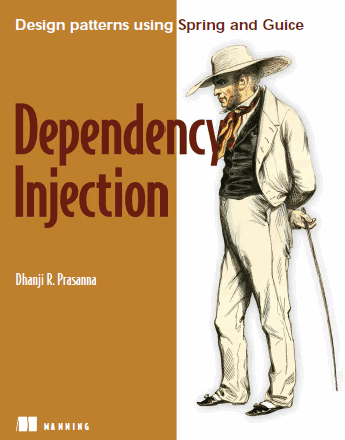 Design patterns using Spring and Guice
Dependency
Injection
Dhanji R. Prasanna
MANNING